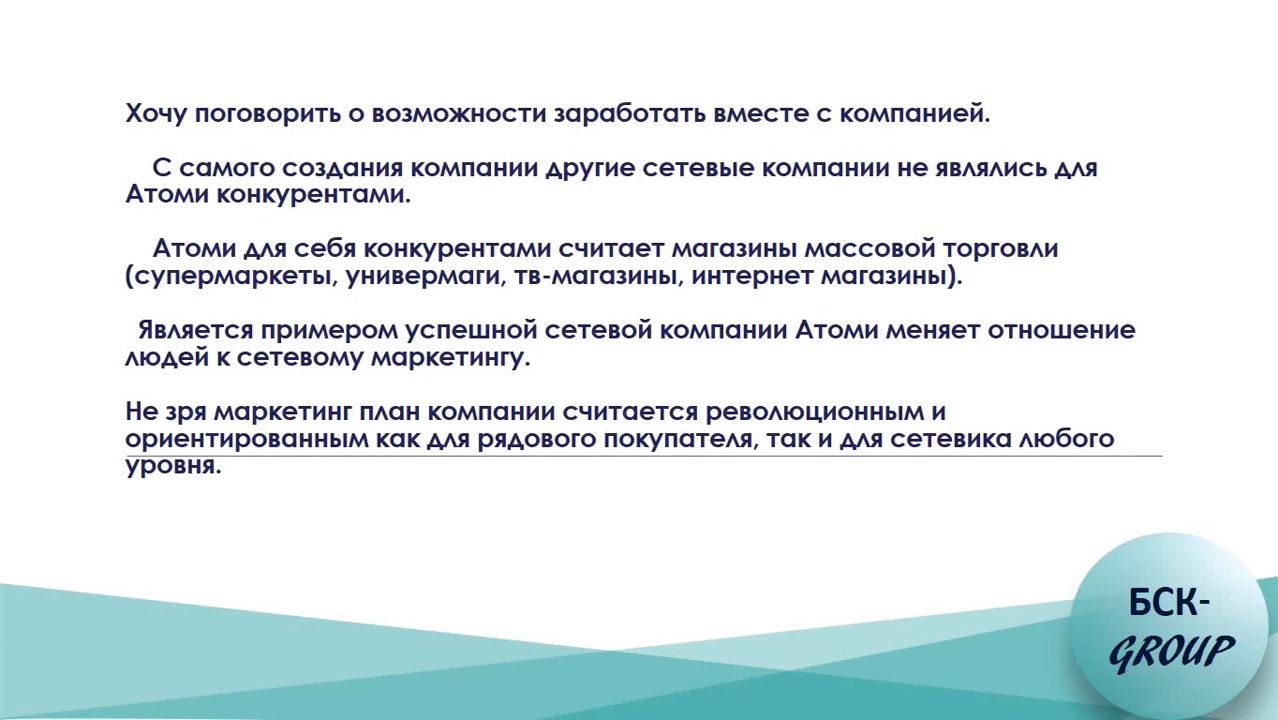 Хочу поговорить о возможности заработать вместе с компанией.
С самого создания компании другие сетевые компании не являлись для
Атоми конкурентами.
Атоми для себя конкурентами считает магазины массовой торговли
(супермаркеты, универмаги, тв-магазины, интернет магазины).
Является примером успешной сетевой компании Атоми меняет отношение
людей к сетевому маркетингу.
Не зря маркетинг план компании считается революционным и
ориентированным как для рядового покупателя, так и для сетевика любого
уровня.
БСК-
GROUP